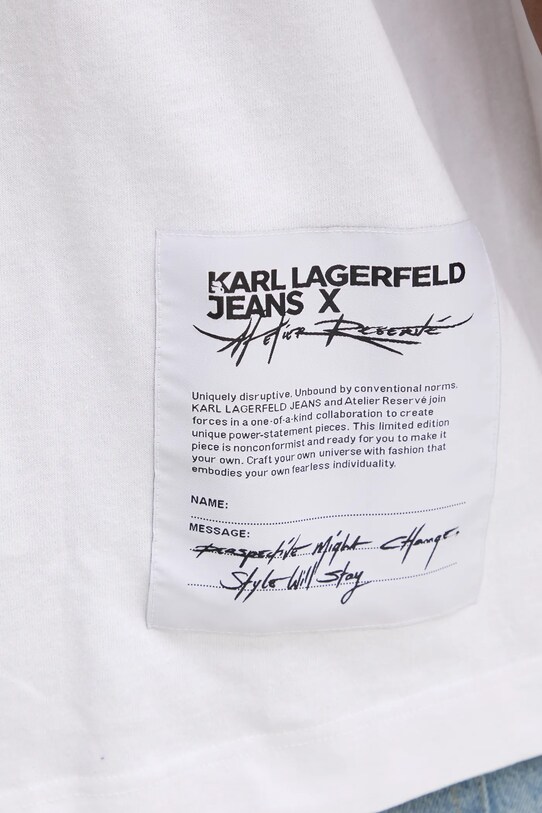 KARL LAGERFELD
JEANS X
Atelier Reservé
Uniquely disruptive. Unbound by conventional norms.
KARL LAGERFELD JEANS and Atelier Reservé join
forces in a one-of-a-kind collaboration to create
unique power-statement pieces. This limited edition
piece is nonconformist and ready for you to make it
your own. Craft your own universe with fashion that
embodies your own fearless individuality.
NAME:
MESSAGE:
Perspective Might Change.
Style Will Stay